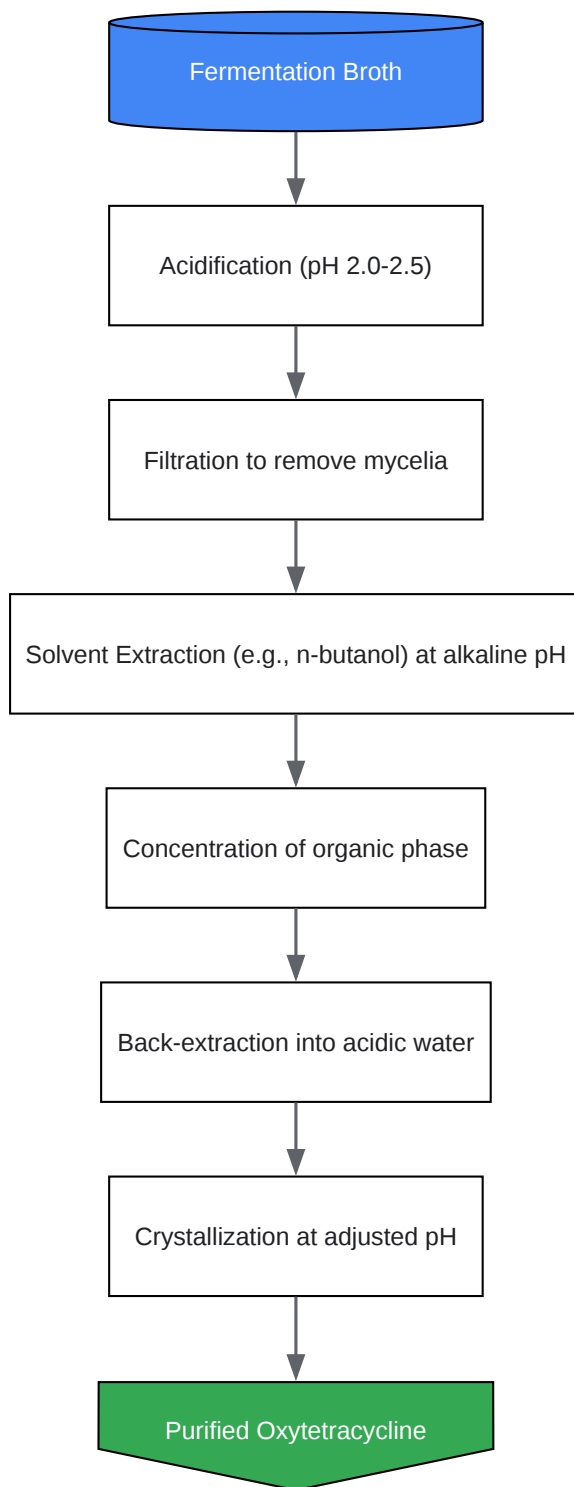 Fermentation Broth
Acidification (pH 2.0-2.5)
Filtration to remove mycelia
Solvent Extraction (e.g., n-butanol) at alkaline pH
Concentration of organic phase
Back-extraction into acidic water
Crystallization at adjusted pH
Purified Oxytetracycline